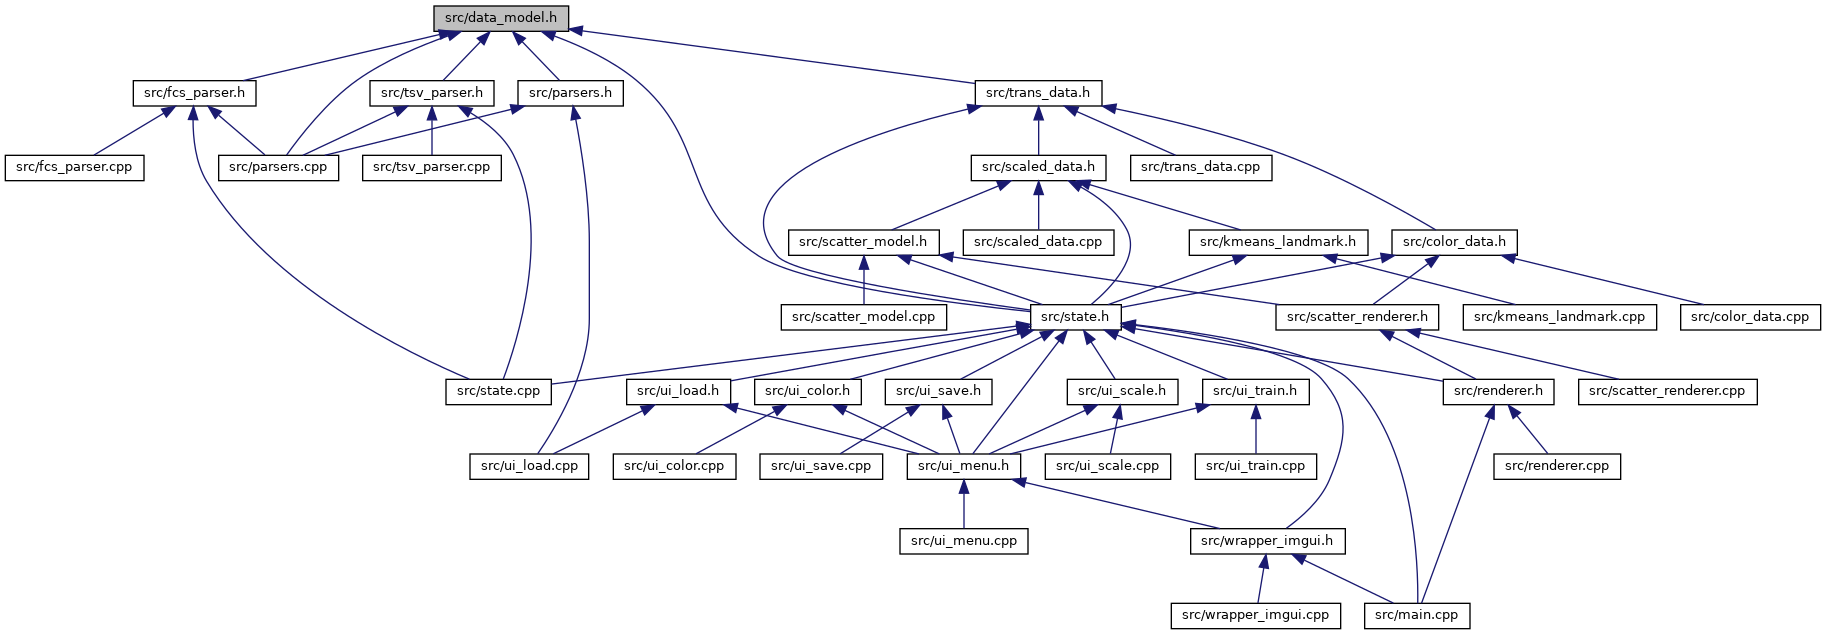 src/data_model.h
src/fcs_parser.h
src/tsv_parser.h
src/parsers.h
src/trans_data.h
src/fcs_parser.cpp
src/parsers.cpp
src/tsv_parser.cpp
src/scaled_data.h
src/trans_data.cpp
src/scatter_model.h
src/scaled_data.cpp
src/kmeans_landmark.h
src/color_data.h
src/scatter_model.cpp
src/state.h
src/scatter_renderer.h
src/kmeans_landmark.cpp
src/color_data.cpp
src/state.cpp
src/ui_load.h
src/ui_color.h
src/ui_save.h
src/ui_scale.h
src/ui_train.h
src/renderer.h
src/scatter_renderer.cpp
src/ui_load.cpp
src/ui_color.cpp
src/ui_save.cpp
src/ui_menu.h
src/ui_scale.cpp
src/ui_train.cpp
src/renderer.cpp
src/ui_menu.cpp
src/wrapper_imgui.h
src/wrapper_imgui.cpp
src/main.cpp